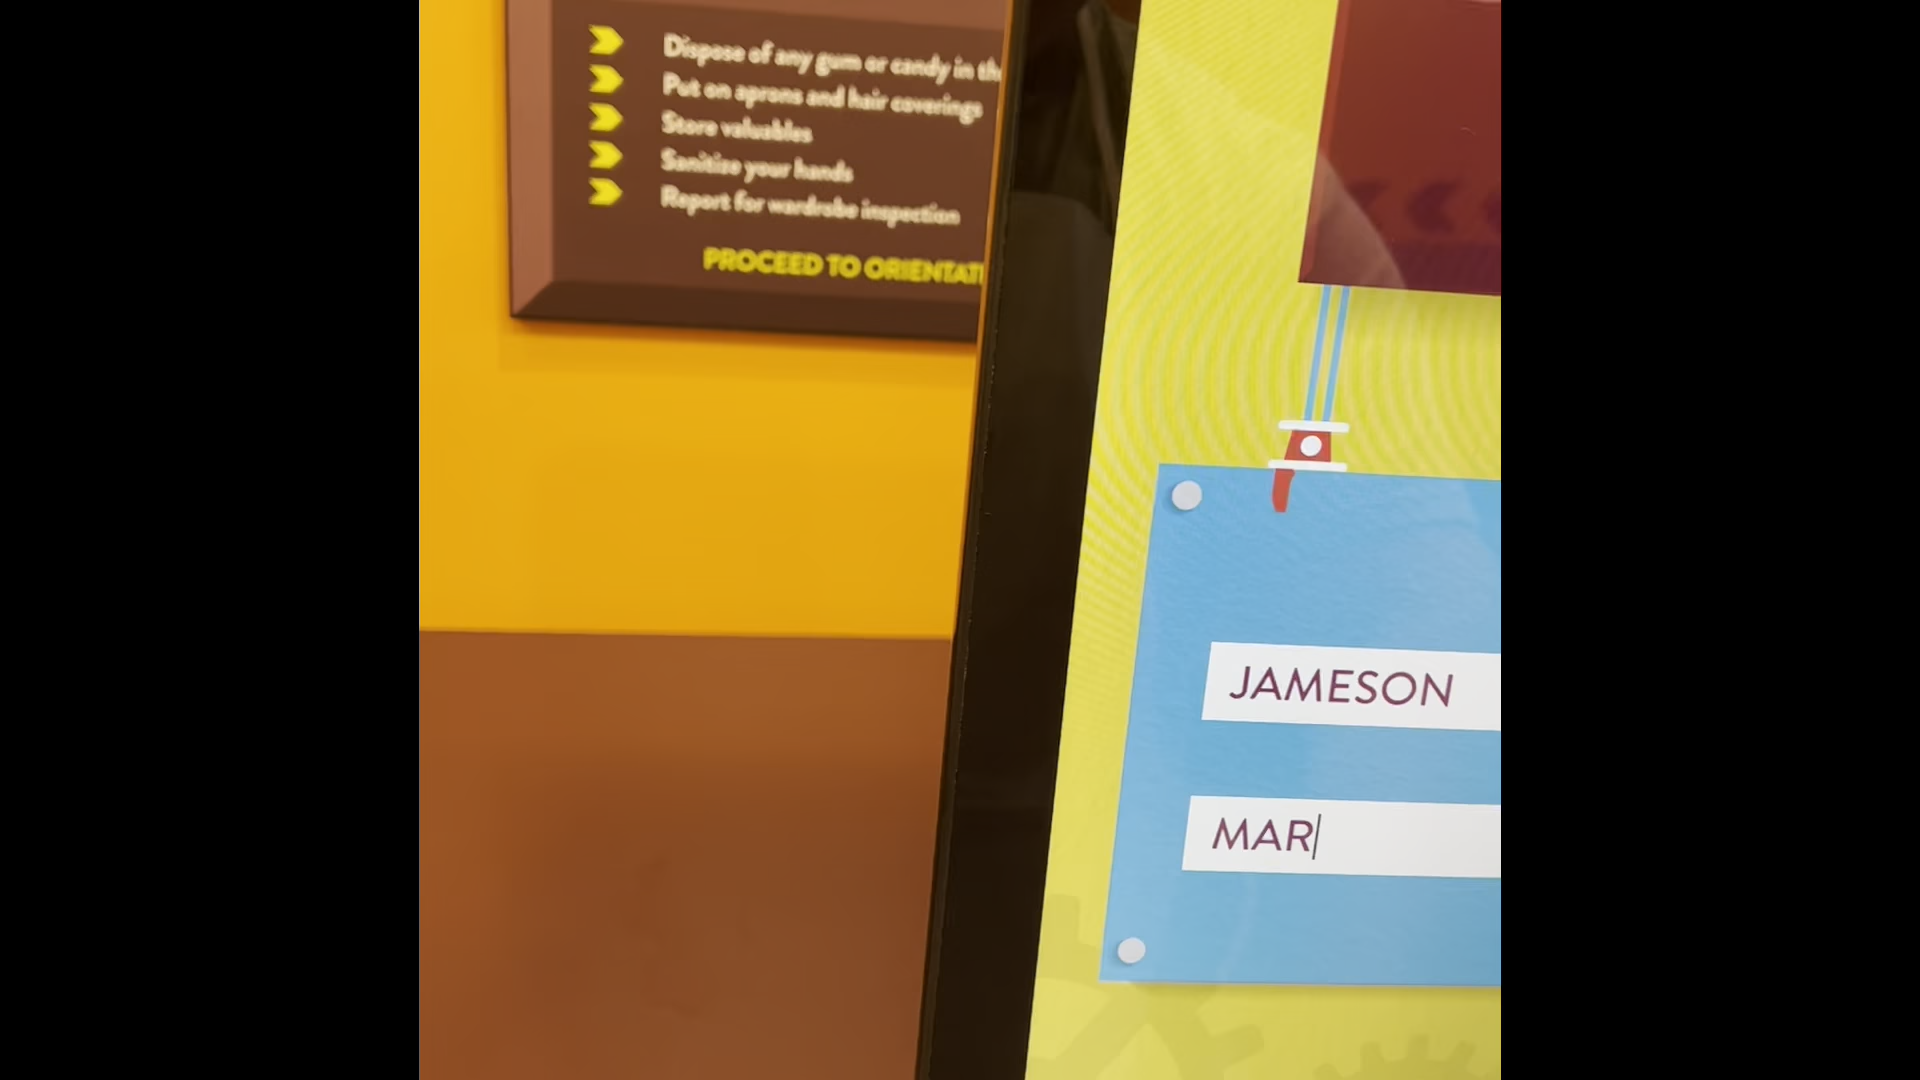 Dispose of any gum or candy in the
Put on aprons and hair coverings
Store valuables
Sanitize your hands
Report for wardrobe inspection
PROCEED TO ORIENTATI
JAMESON
MAR